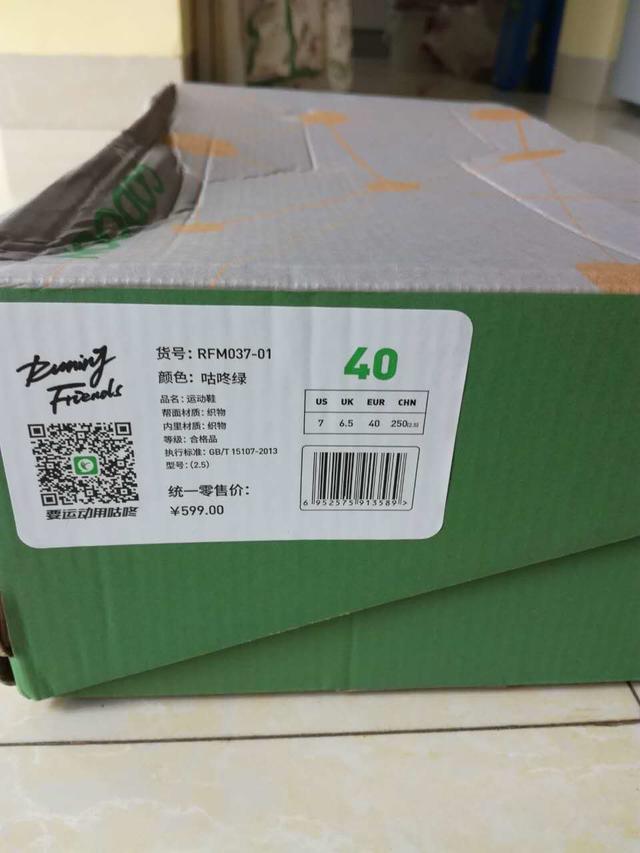 CODOON
Running
Friends
要运动用咕咚
货号：RFM037-01
颜色：咕咚绿
品名：运动鞋
帮面材质：织物
内里材质：织物
等级：合格品
执行标准：GB/T 15107-2013
型号：(2.5)
统一零售价：
¥599.00
40
US UK EUR CHN
7 6.5 40 250(2.5)
6 952575 913589 >